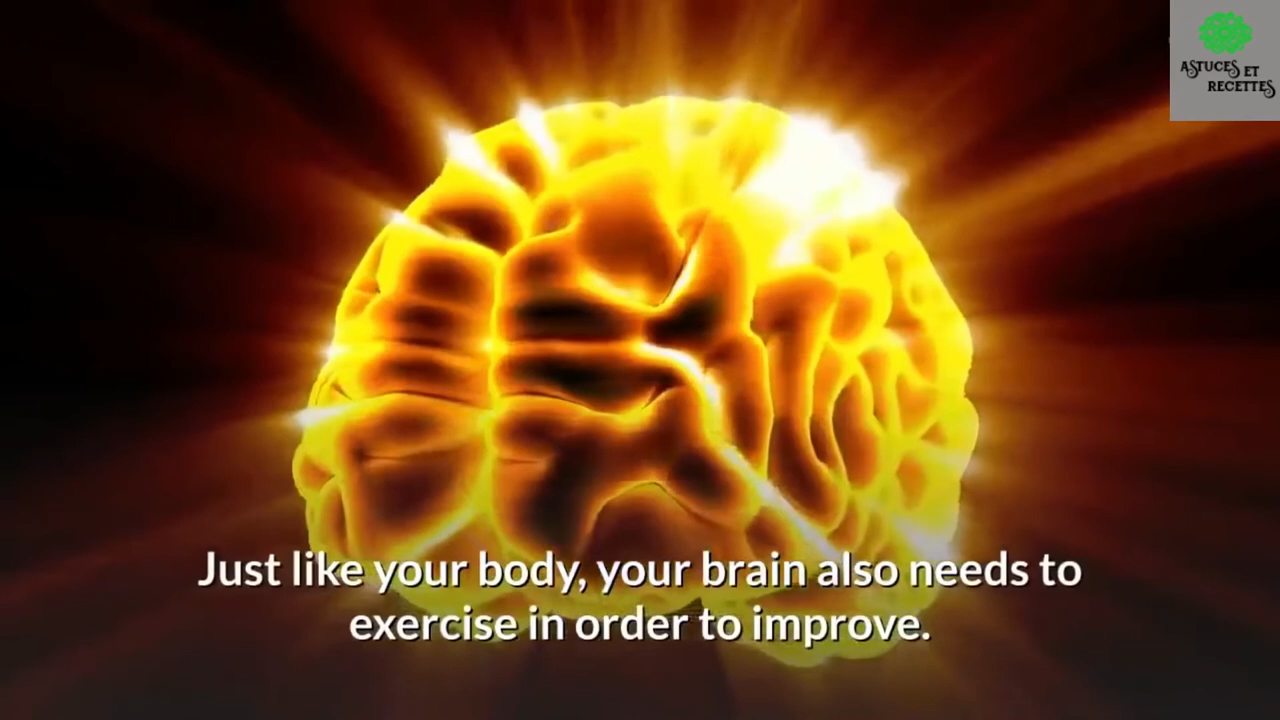 ASTUCES ET
RECETTES
Just like your body, your brain also needs to
exercise in order to improve.